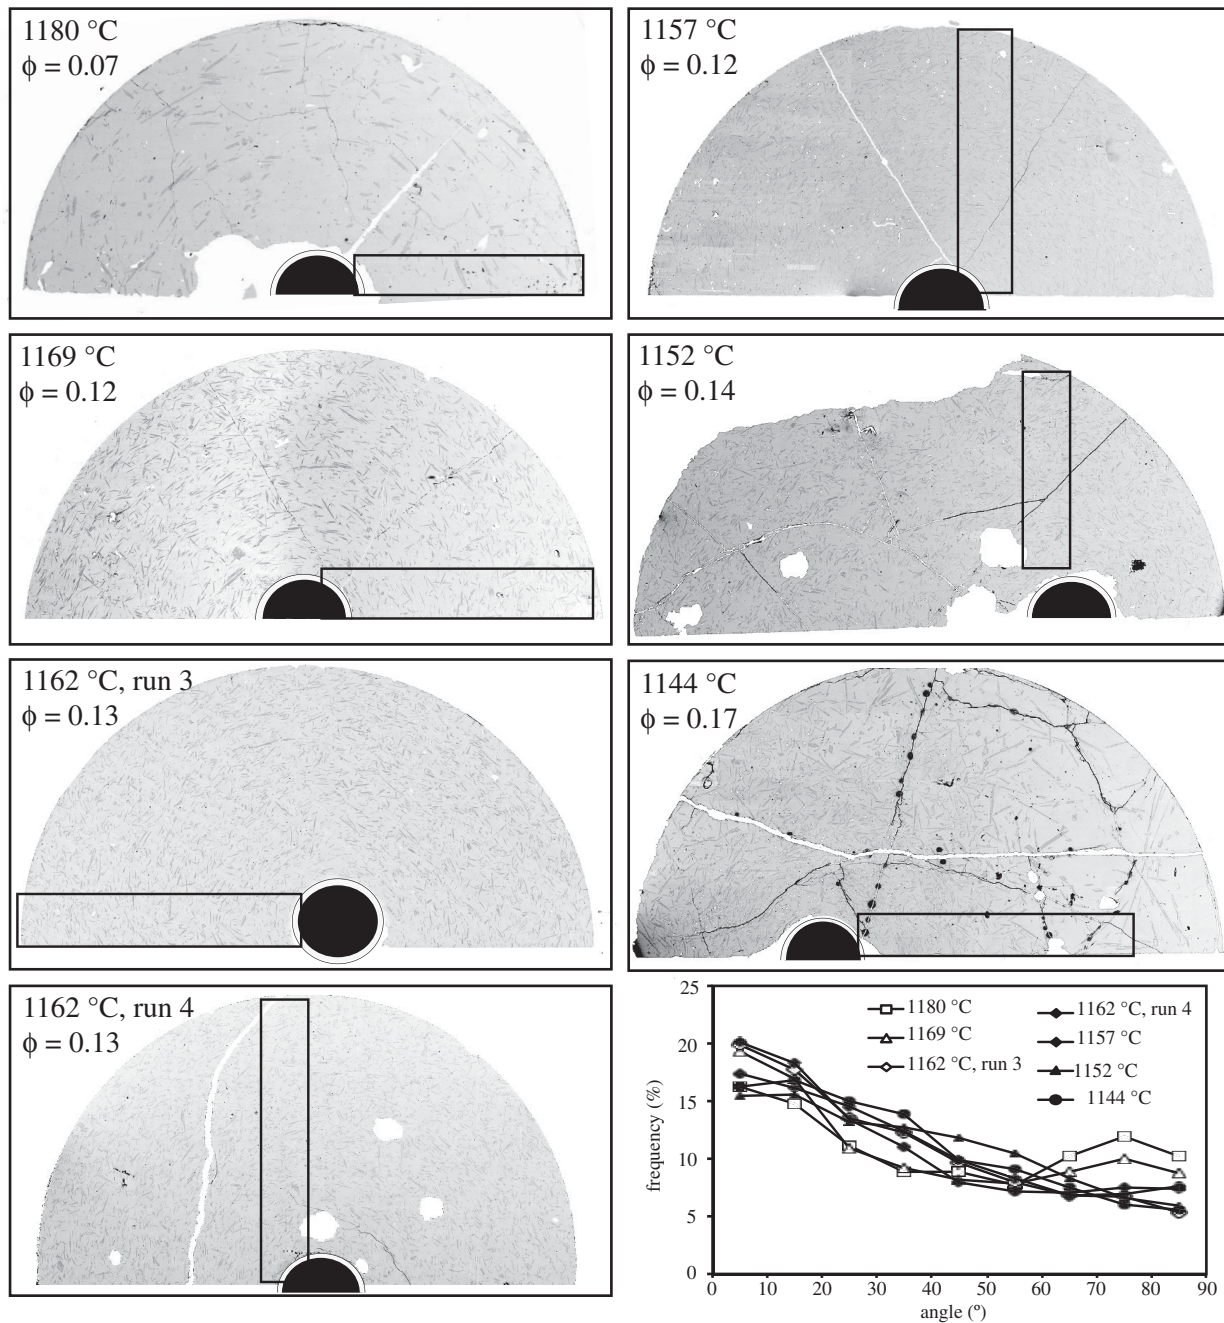 1180 °C
ϕ = 0.07
1157 °C
ϕ = 0.12
1169 °C
ϕ = 0.12
1152 °C
ϕ = 0.14
1162 °C, run 3
ϕ = 0.13
1144 °C
ϕ = 0.17
1162 °C, run 4
ϕ = 0.13
25
20
15
10
5
0
frequency (%)
1180 °C
1169 °C
1162 °C, run 3
1162 °C, run 4
1157 °C
1152 °C
1144 °C
0 10 20 30 40 50 60 70 80 90
angle (º)